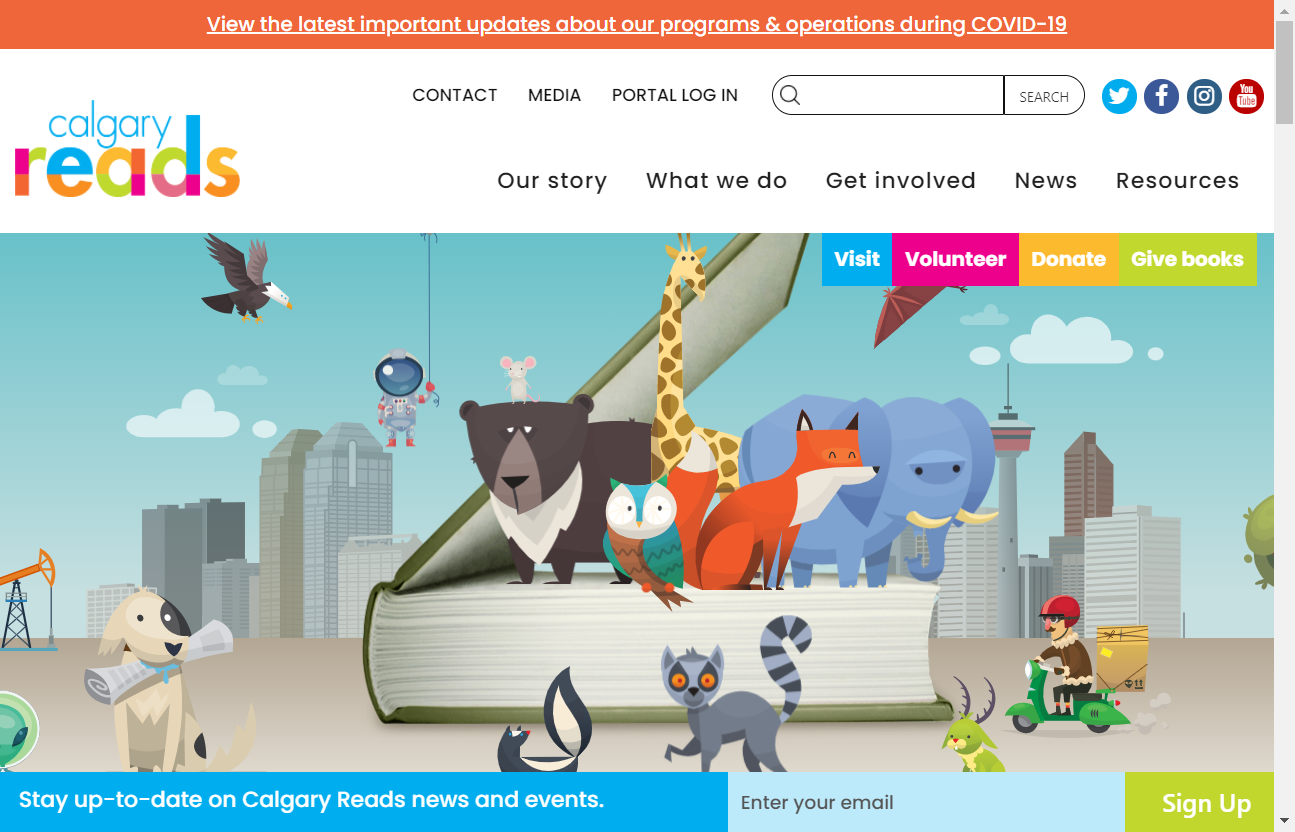 View the latest important updates about our programs & operations during COVID-19
CONTACT MEDIA PORTAL LOG IN SEARCH You Tube
calgary
reads
Our story What we do Get involved News Resources
Visit Volunteer Donate Give books
Stay up-to-date on Calgary Reads news and events. Enter your email Sign Up